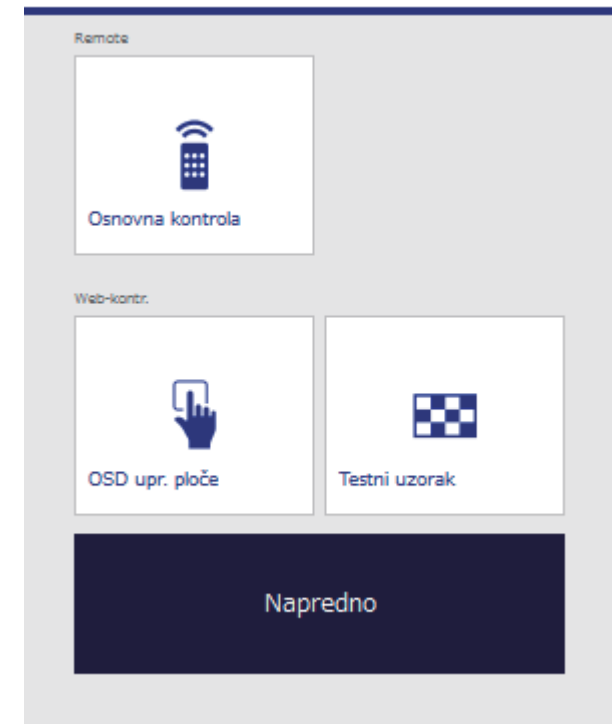 Remote
Osnovna kontrola
Web-kontr.
OSD upr. ploče
Testni uzorak
Napredno